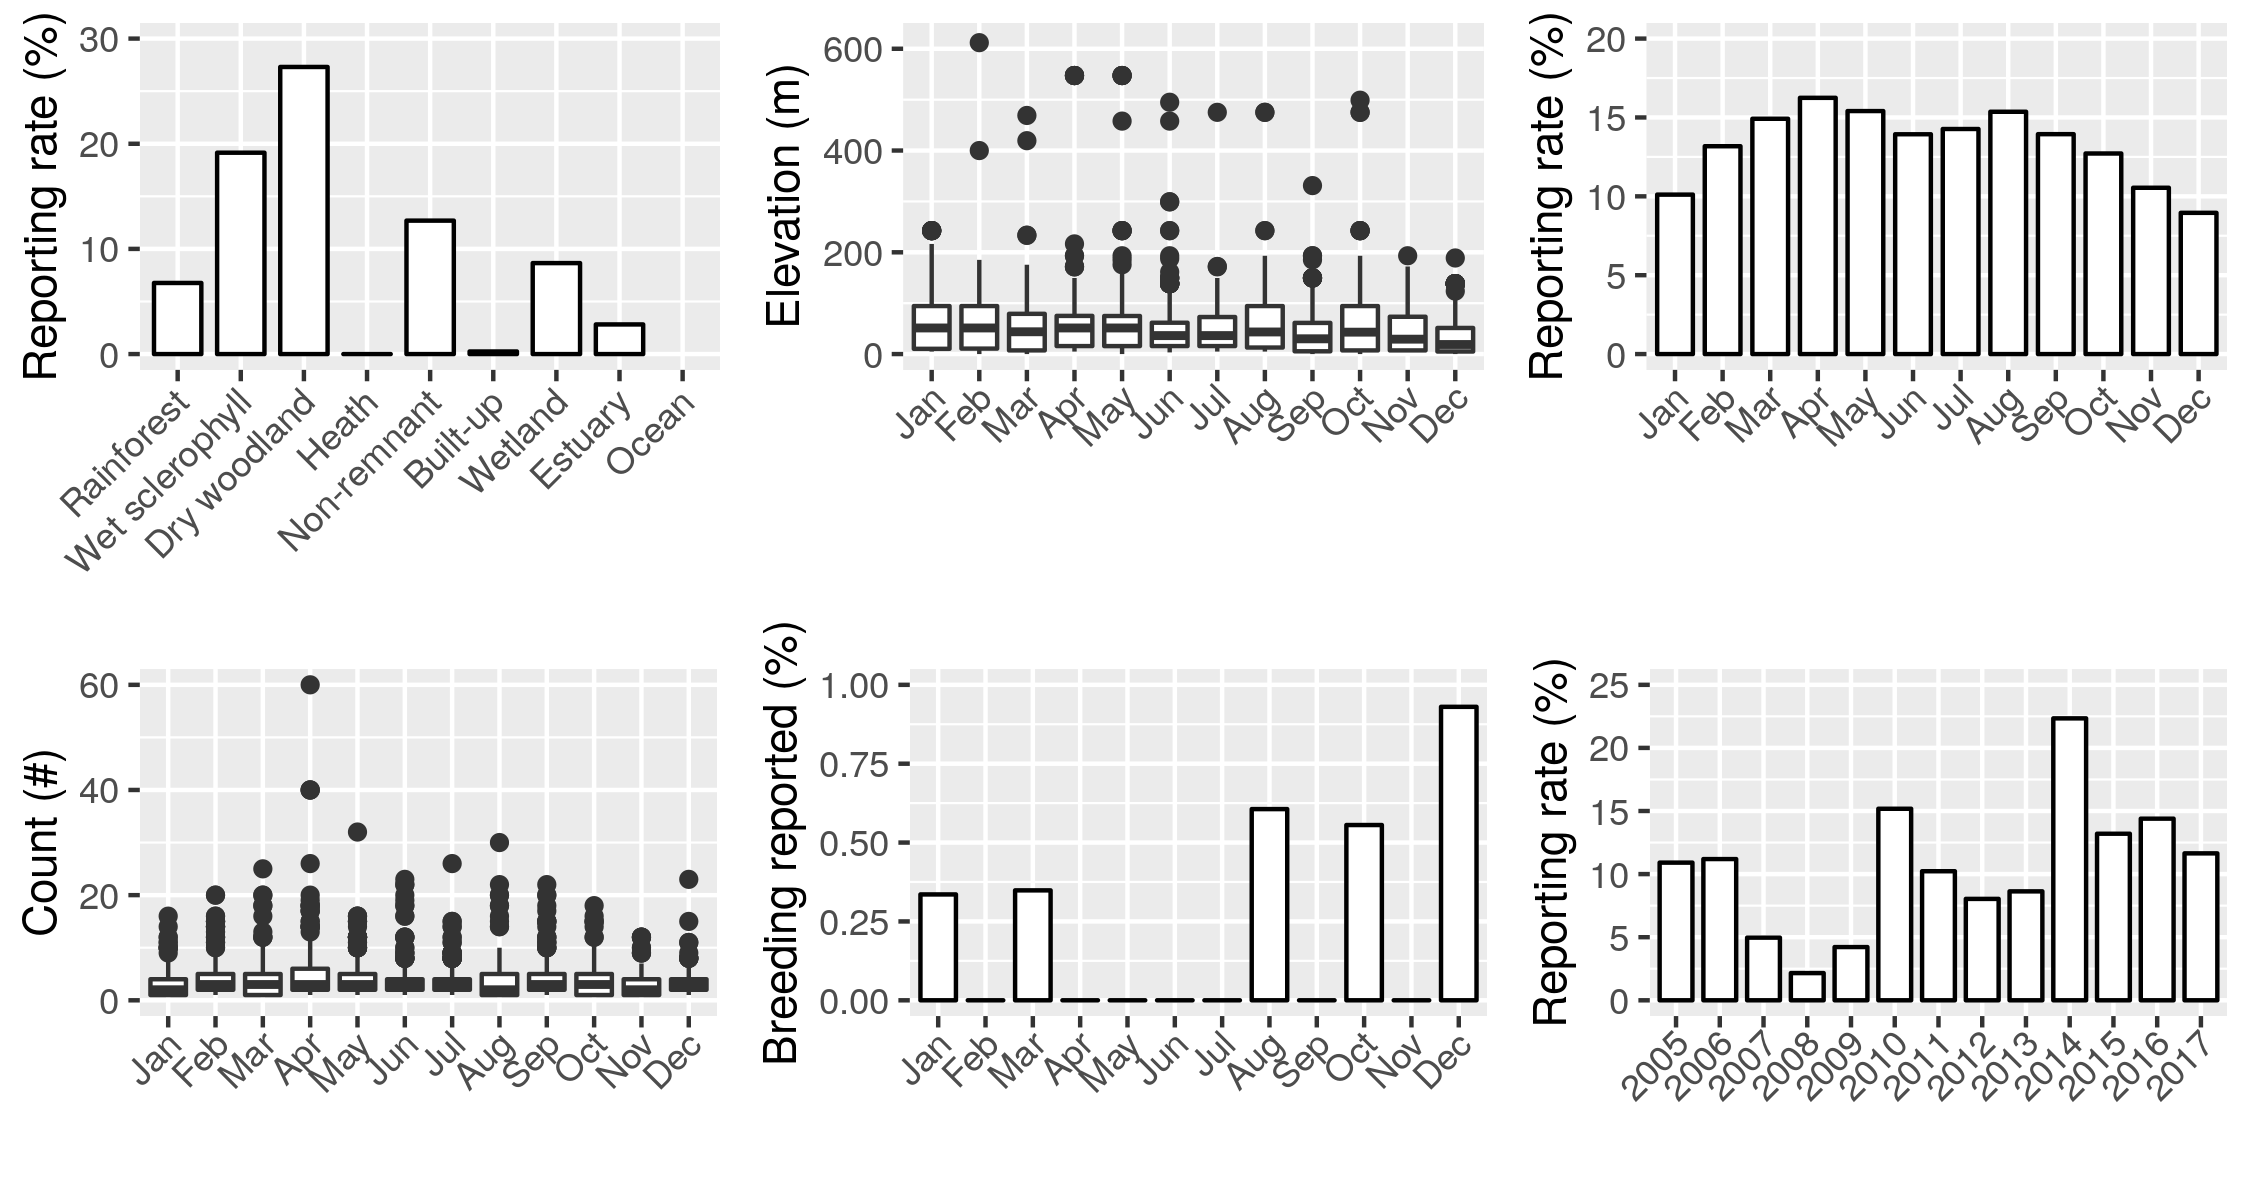 Reporting rate (%)
30
20
10
0
Rainforest
Wet sclerophyll
Dry woodland
Heath
Non-remnant
Built-up
Wetland
Estuary
Ocean
Elevation (m)
600
400
200
0
Jan
Feb
Mar
Apr
May
Jun
Jul
Aug
Sep
Oct
Nov
Dec
Reporting rate (%)
20
15
10
5
0
Jan
Feb
Mar
Apr
May
Jun
Jul
Aug
Sep
Oct
Nov
Dec
Count (#)
60
40
20
0
Jan
Feb
Mar
Apr
May
Jun
Jul
Aug
Sep
Oct
Nov
Dec
Breeding reported (%)
1.00
0.75
0.50
0.25
0.00
Jan
Feb
Mar
Apr
May
Jun
Jul
Aug
Sep
Oct
Nov
Dec
Reporting rate (%)
25
20
15
10
5
0
2005
2006
2007
2008
2009
2010
2011
2012
2013
2014
2015
2016
2017